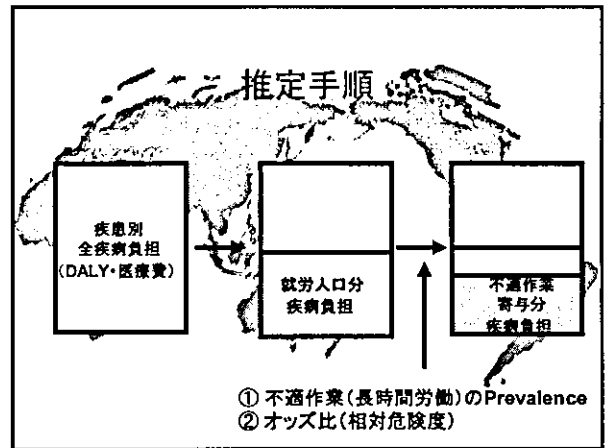 推定手順
疾患別
全疾病負担
(DALY・医療費)
就労人口分
疾病負担
不適作業
寄与分
疾病負担
① 不適作業(長時間労働)のPrevalence
② オッズ比(相対危険度)